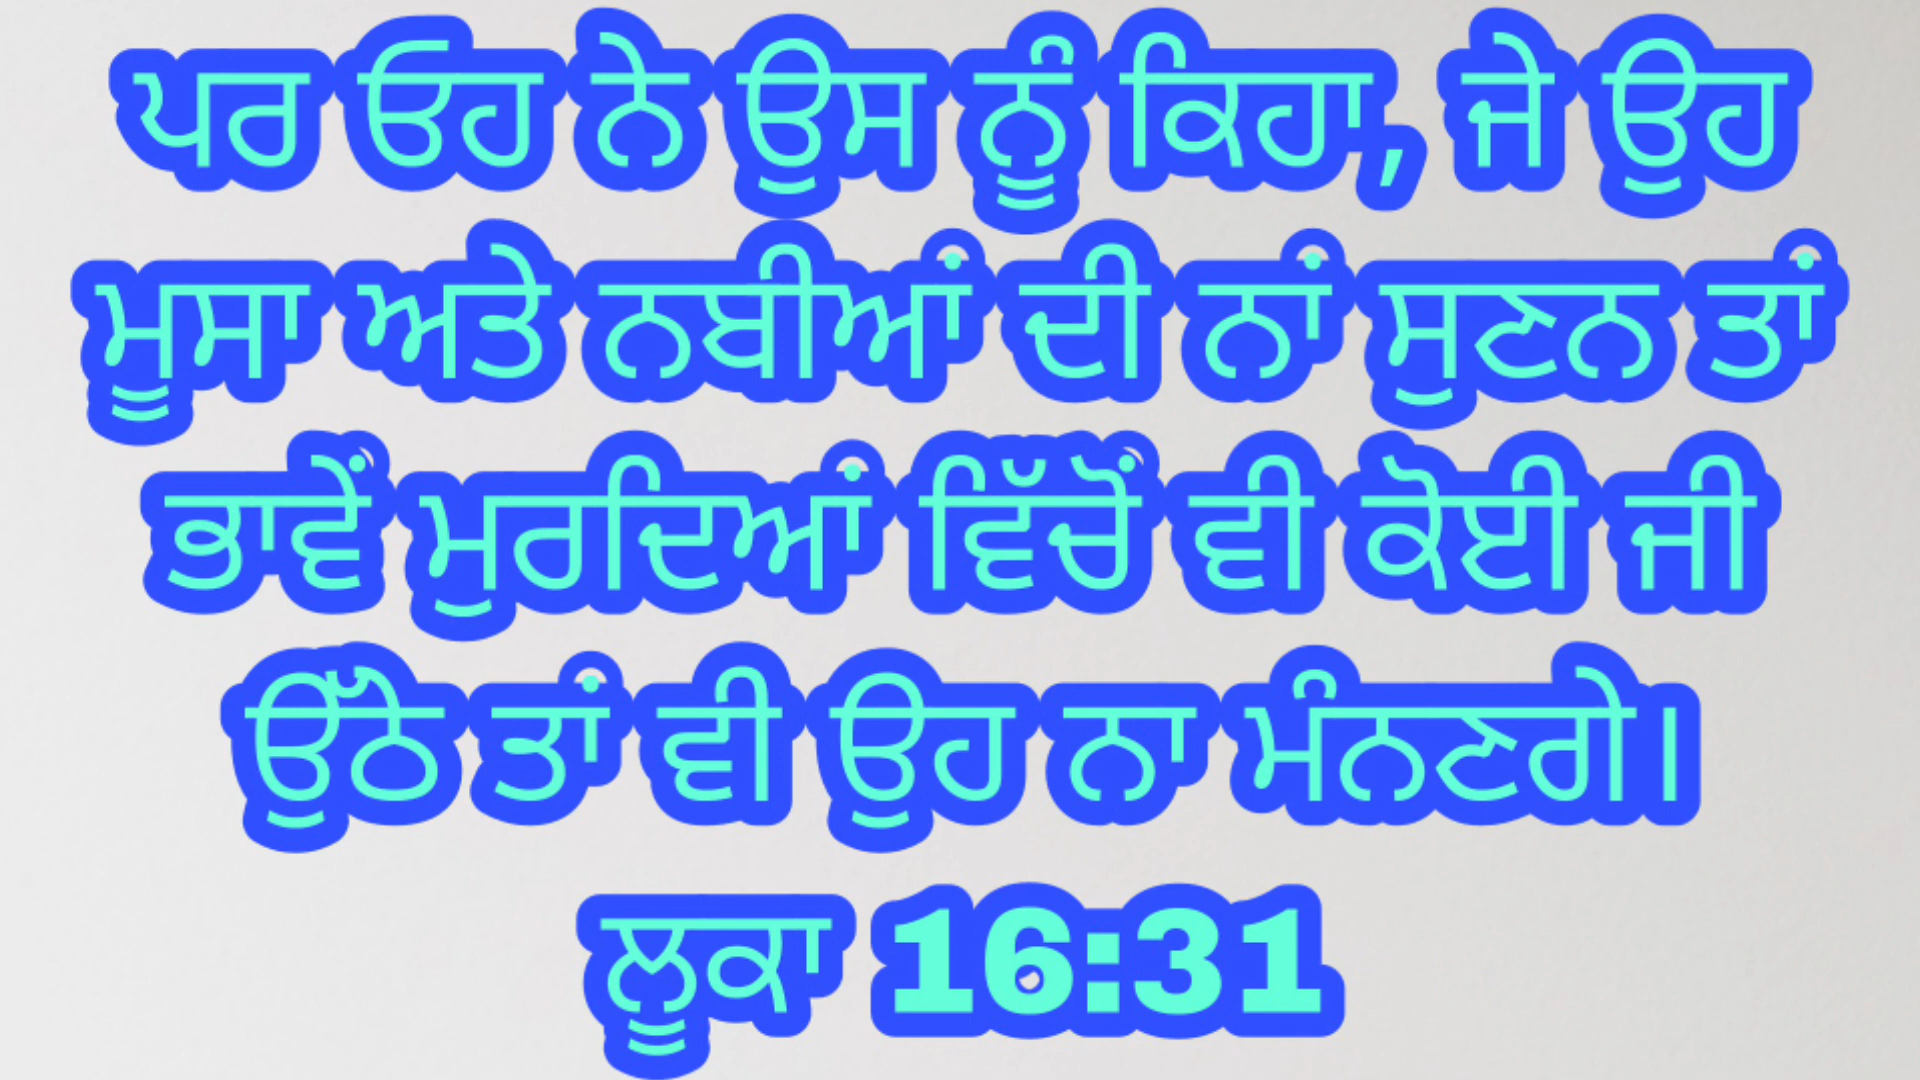 ਪਰ ਓਹ ਨੇ ਉਸ ਨੂੰ ਕਿਹਾ, ਜੇ ਉਹ
ਮੂਸਾ ਅਤੇ ਨਬੀਆਂ ਦੀ ਨਾਂ ਸੁਣਨ ਤਾਂ
ਭਾਵੇਂ ਮੁਰਦਿਆਂ ਵਿੱਚੋਂ ਵੀ ਕੋਈ ਜੀ
ਉੱਠੇ ਤਾਂ ਵੀ ਉਹ ਨਾ ਮੰਨਣਗੇ।
ਲੂਕਾ 16:31